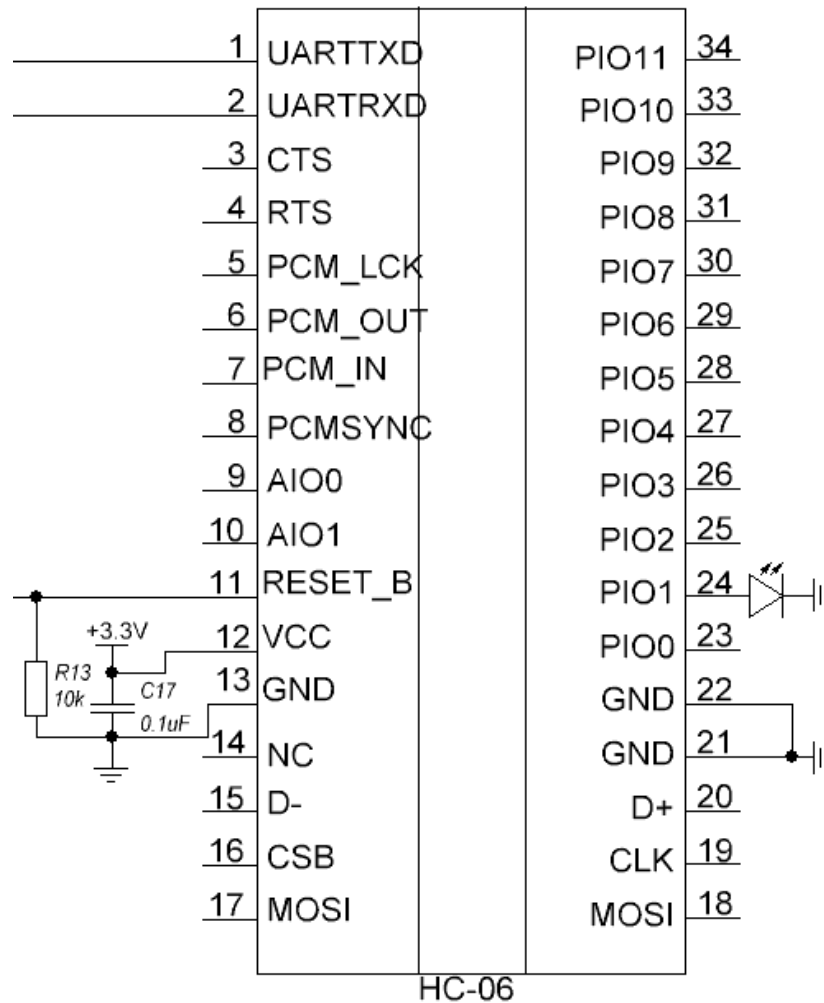 1 UARTTXD PIO11 34
2 UARTRXD PIO10 33
3 CTS PIO9 32
4 RTS PIO8 31
5 PCM_LCK PIO7 30
6 PCM_OUT PIO6 29
7 PCM_IN PIO5 28
8 PCMSYNC PIO4 27
9 AIO0 PIO3 26
10 AIO1 PIO2 25
11 RESET_B PIO1 24
+3.3V 12 VCC PIO0 23
R13 10k C17 0.1uF 13 GND GND 22
14 NC GND 21
15 D- D+ 20
16 CSB CLK 19
17 MOSI MOSI 18
HC-06